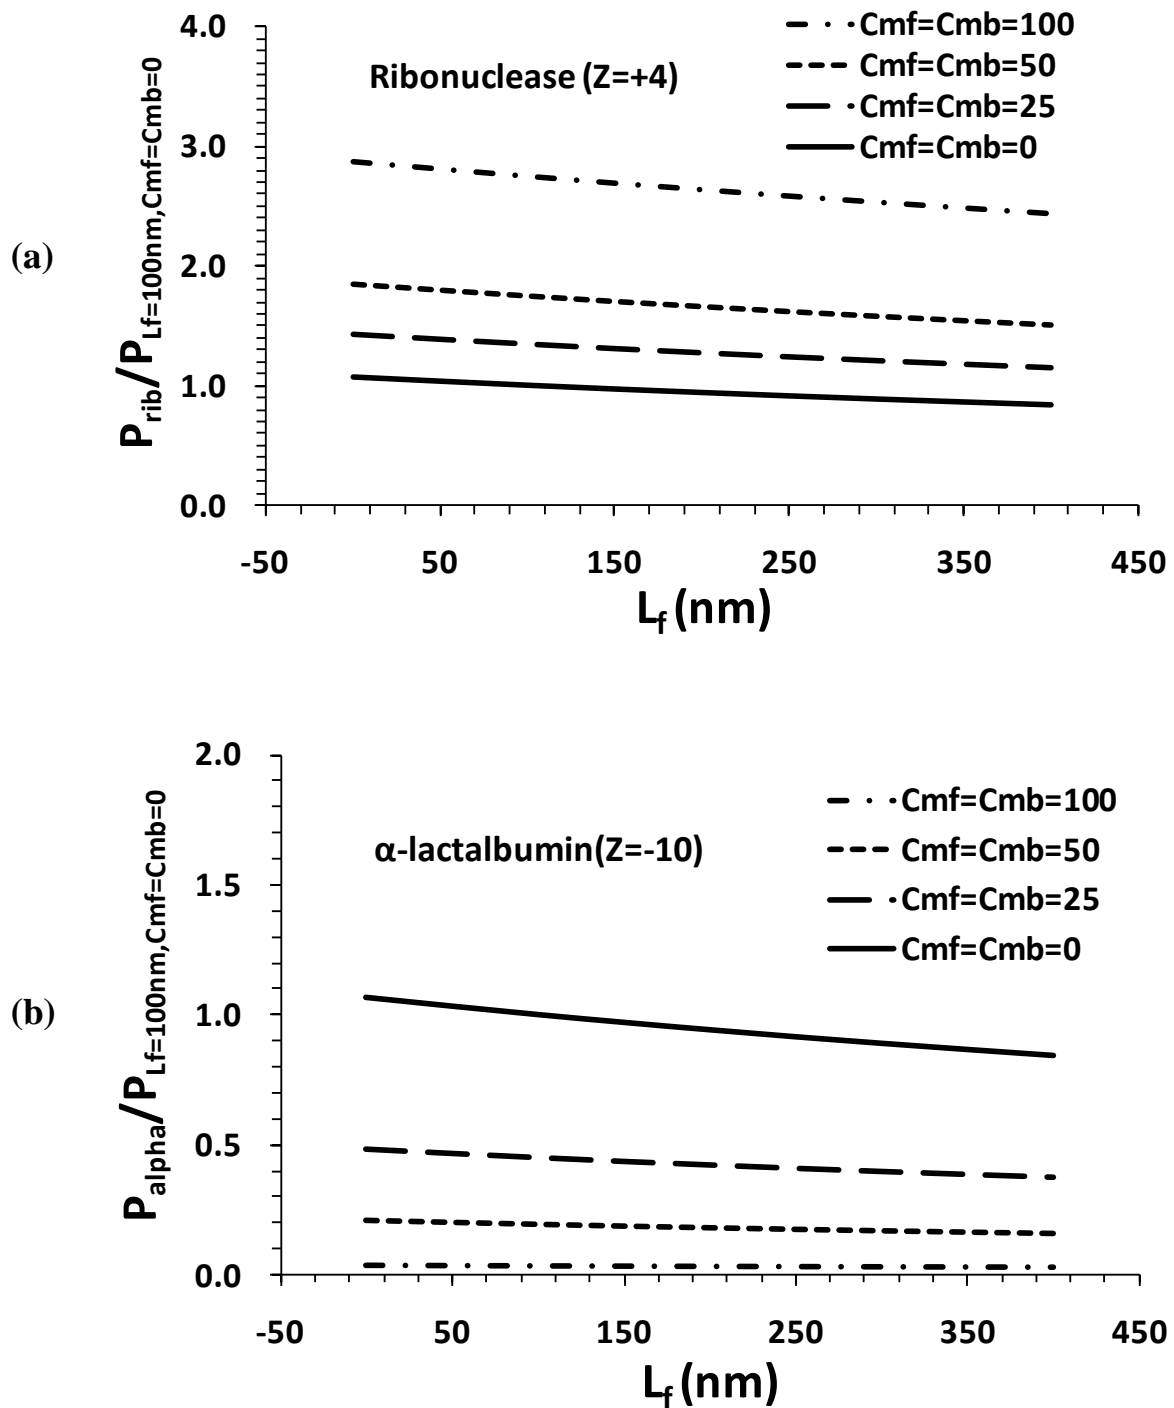 4.0
3.0
2.0
1.0
0.0
Cmf=Cmb=100
Cmf=Cmb=50
Cmf=Cmb=25
Cmf=Cmb=0
Ribonuclease (Z=+4)
(a)
Prib/PLf=100nm,Cmf=Cmb=0
-50 50 150 250 350 450
Lf (nm)
2.0
1.5
1.0
0.5
0.0
Cmf=Cmb=100
Cmf=Cmb=50
Cmf=Cmb=25
Cmf=Cmb=0
α-lactalbumin(Z=-10)
(b)
Palpha/PLf=100nm,Cmf=Cmb=0
-50 50 150 250 350 450
Lf (nm)